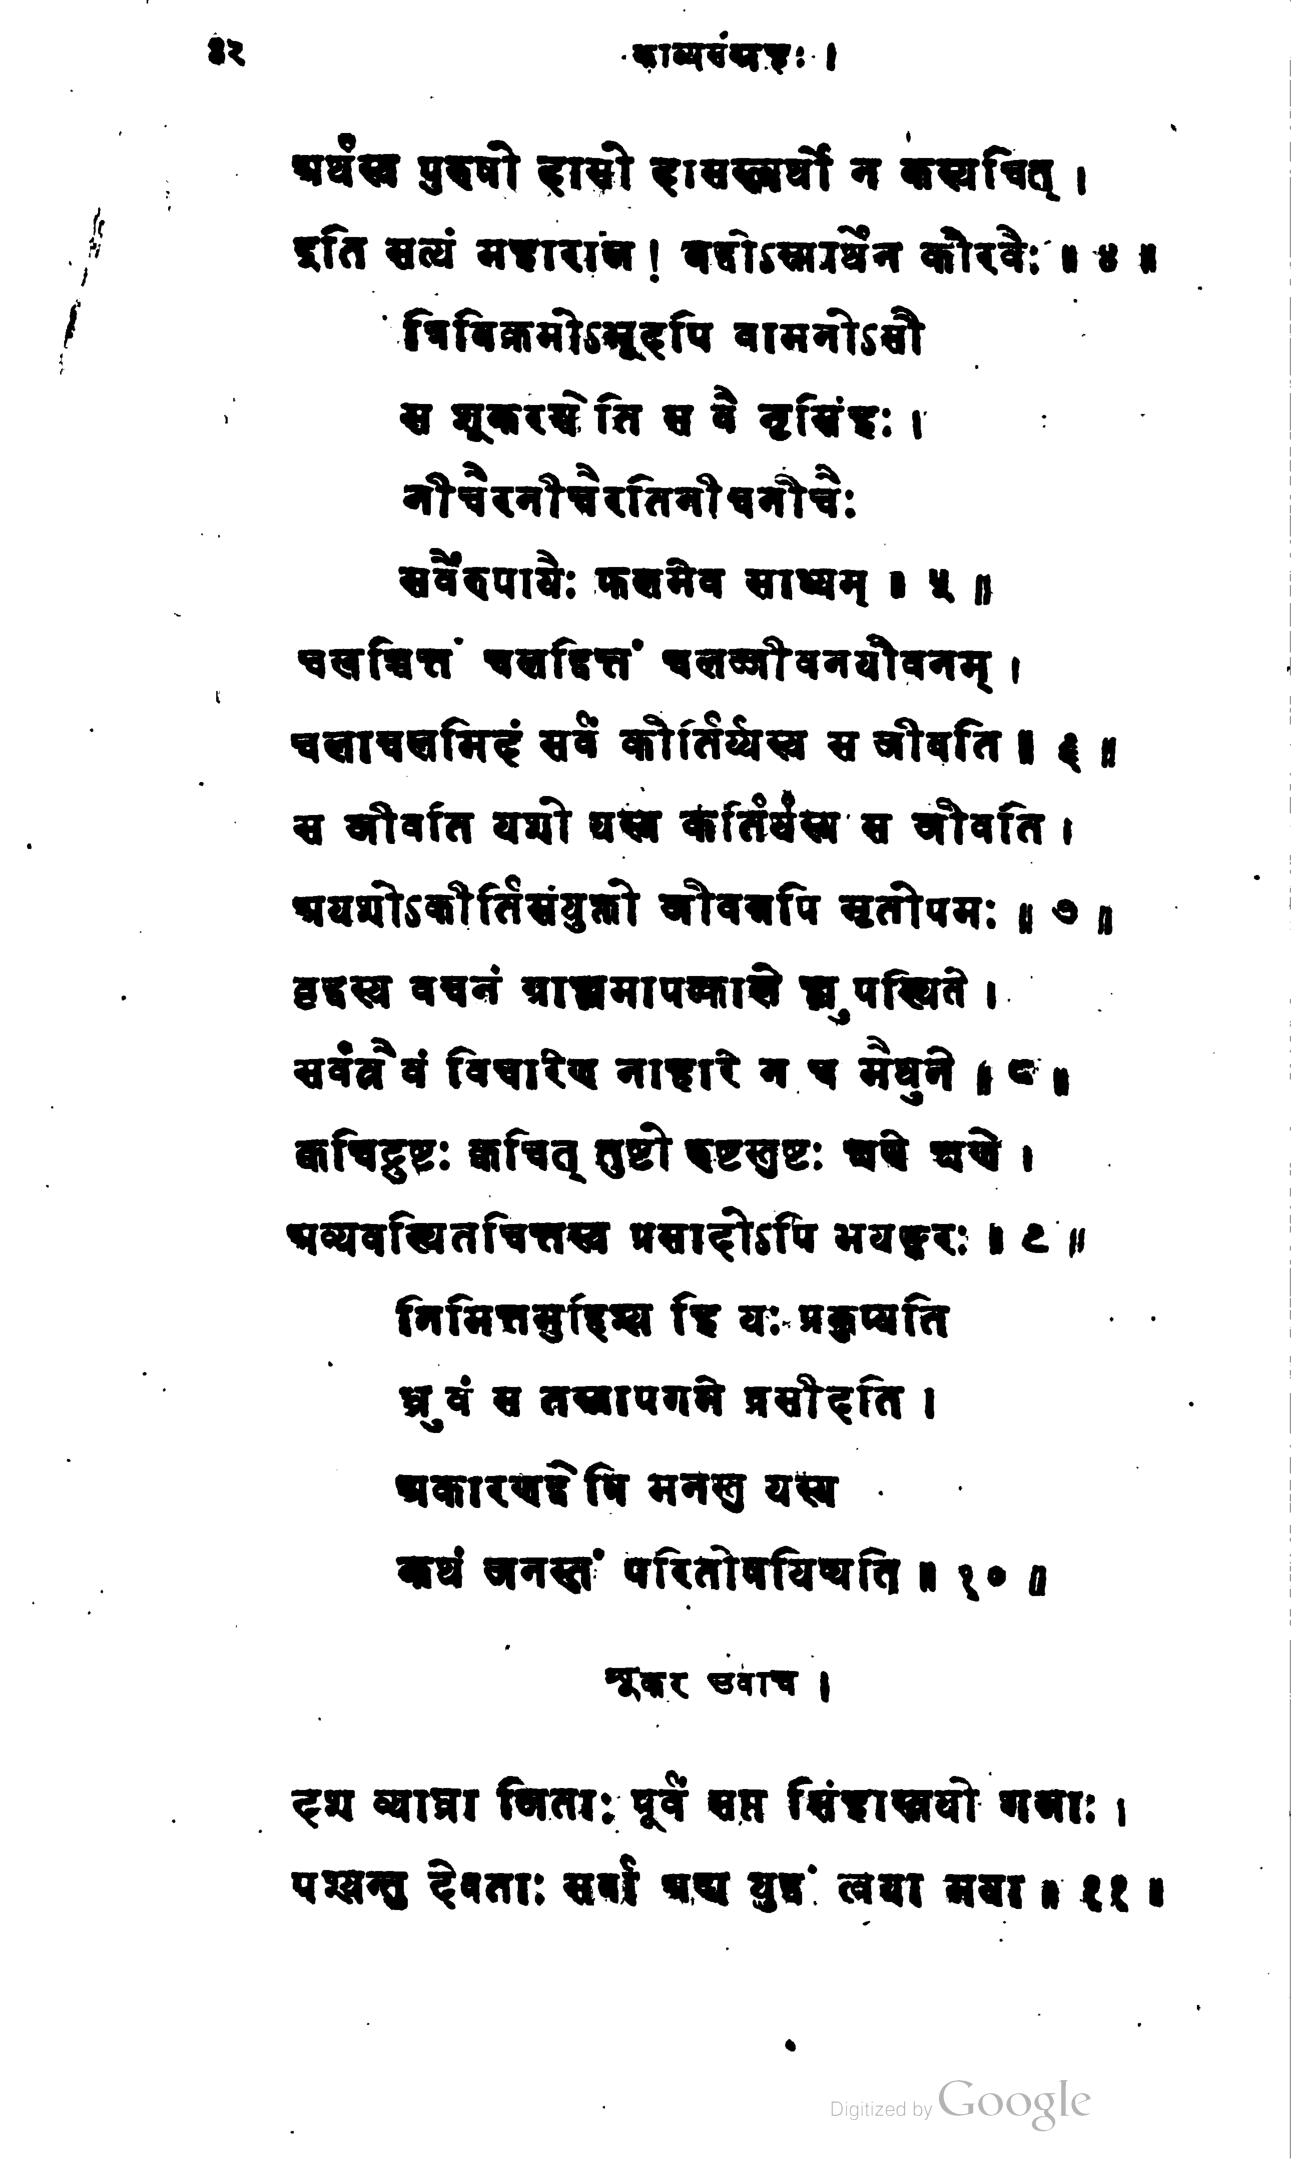 ४२ काव्यसंग्रहः ।
अर्थस्य पुरुषो दासो दासस्त्वर्थो न कस्यचित् ।
इति सत्यं महाराज ! बद्धोऽस्मार्थेन कौरवैः ॥ ४ ॥
त्रिविक्रमोऽभूदपि वामनोऽसौ
स शूकरश्चेति स वै नृसिंहः ।
नीचैरनीचैरतिनीचनीचैः
सर्वैरुपायैः फलमेव साध्यम् ॥ ५ ॥
चलच्चित्तं चलद्वित्तं चलज्जीवनयौवनम् ।
चलाचलमिदं सर्वं कीर्तिर्य्यस्य स जीवति ॥ ६ ॥
स जीवति यशो यस्य कर्तिर्यस्य स जीवति ।
अयशोऽकीर्तिसंयुक्तो जीवन्नपि मृतोपमः ॥ ७ ॥
वृद्धस्य वचनं ग्राह्यमापत्काले ह्युपस्थिते ।
सर्वत्रैवं विचारेण नाहारे न च मैथुने ॥ ८ ॥
क्वचिद्रुष्टः क्वचित् तुष्टो रुष्टस्तुष्टः क्षणे क्षणे ।
अव्यवस्थितचित्तस्य प्रसादोऽपि भयङ्करः ॥ ९ ॥
निमित्तमुद्दिश्य हि यः प्रकुप्यति
ध्रुवं स तस्यापगमे प्रसीदति ।
अकारणद्वेषि मनस्तु यस्य
कथं जनस्तं परितोषयिष्यति ॥ १० ॥
शूकर उवाच ।
दश व्याघ्रा जिताः पूर्वं सप्त सिंहास्त्रयो गजाः ।
पश्यन्तु देवताः सर्वा अद्य युद्धं त्वया मया ॥ ११ ॥
Digitized by Google